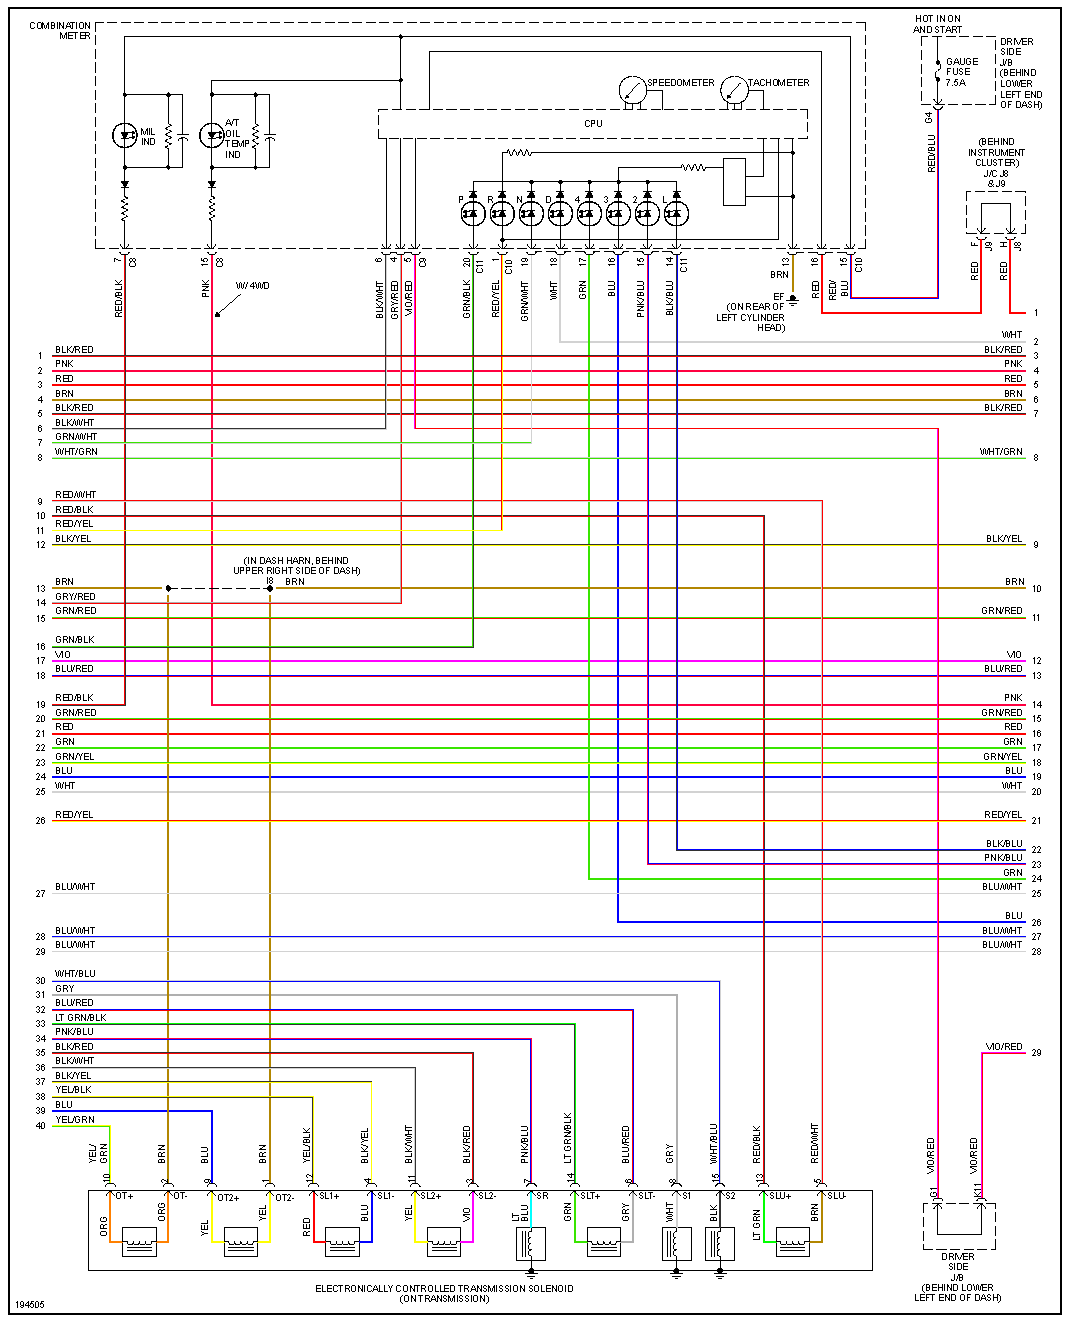 COMBINATION
METER
MIL
IND
A/T
OIL
TEMP
IND
SPEEDOMETER
TACHOMETER
CPU
P R N D 4 3 2 L
HOT IN ON
AND START
GAUGE
FUSE
7.5A
DRIVER
SIDE
J/B
(BEHIND
LOWER
LEFT END
OF DASH)
G4
RED/BLU
(BEHIND
INSTRUMENT
CLUSTER)
J/C J8
& J9
F J9 H J8
RED RED
7 C8 15 C8 6 4 5 C9 20 C11 1 C10 19 18 17 16 15 14 C11 13 16 15 C10
RED/BLK PNK BLK/WHT GRY/RED VIO/RED GRN/BLK RED/YEL GRN/WHT WHT GRN BLU PNK/BLU BLK/BLU BRN RED RED/ BLU
W/ 4WD
EF
(ON REAR OF
LEFT CYLINDER
HEAD)
1
WHT 2
1 BLK/RED BLK/RED 3
2 PNK PNK 4
3 RED RED 5
4 BRN BRN 6
5 BLK/RED BLK/RED 7
6 BLK/WHT
7 GRN/WHT
8 WHT/GRN WHT/GRN 8
9 RED/WHT
10 RED/BLK
11 RED/YEL
12 BLK/YEL BLK/YEL 9
(IN DASH HARN, BEHIND
UPPER RIGHT SIDE OF DASH)
13 BRN I8 BRN BRN 10
14 GRY/RED
15 GRN/RED GRN/RED 11
16 GRN/BLK
17 VIO VIO 12
18 BLU/RED BLU/RED 13
19 RED/BLK PNK 14
20 GRN/RED GRN/RED 15
21 RED RED 16
22 GRN GRN 17
23 GRN/YEL GRN/YEL 18
24 BLU BLU 19
25 WHT WHT 20
26 RED/YEL RED/YEL 21
BLK/BLU 22
PNK/BLU 23
GRN 24
27 BLU/WHT BLU/WHT 25
BLU 26
28 BLU/WHT BLU/WHT 27
29 BLU/WHT BLU/WHT 28
30 WHT/BLU
31 GRY
32 BLU/RED
33 LT GRN/BLK
34 PNK/BLU
35 BLK/RED VIO/RED 29
36 BLK/WHT
37 BLK/YEL
38 YEL/BLK
39 BLU
40 YEL/GRN
YEL/ GRN BRN BLU BRN YEL/BLK BLK/YEL BLK/WHT BLK/RED PNK/BLU LT GRN/BLK BLU/RED GRY WHT/BLU RED/BLK RED/WHT VIO/RED VIO/RED
10 2 9 1 12 4 11 3 7 14 6 8 15 13 5 G1 K11
OT+ OT- OT2+ OT2- SL1+ SL1- SL2+ SL2- SR SLT+ SLT- S1 S2 SLU+ SLU-
ORG ORG YEL YEL RED BLU YEL VIO LT BLU GRN GRY WHT BLK LT GRN BRN
DRIVER
SIDE
J/B
(BEHIND LOWER
LEFT END OF DASH)
ELECTRONICALLY CONTROLLED TRANSMISSION SOLENOID
(ON TRANSMISSION)
194505